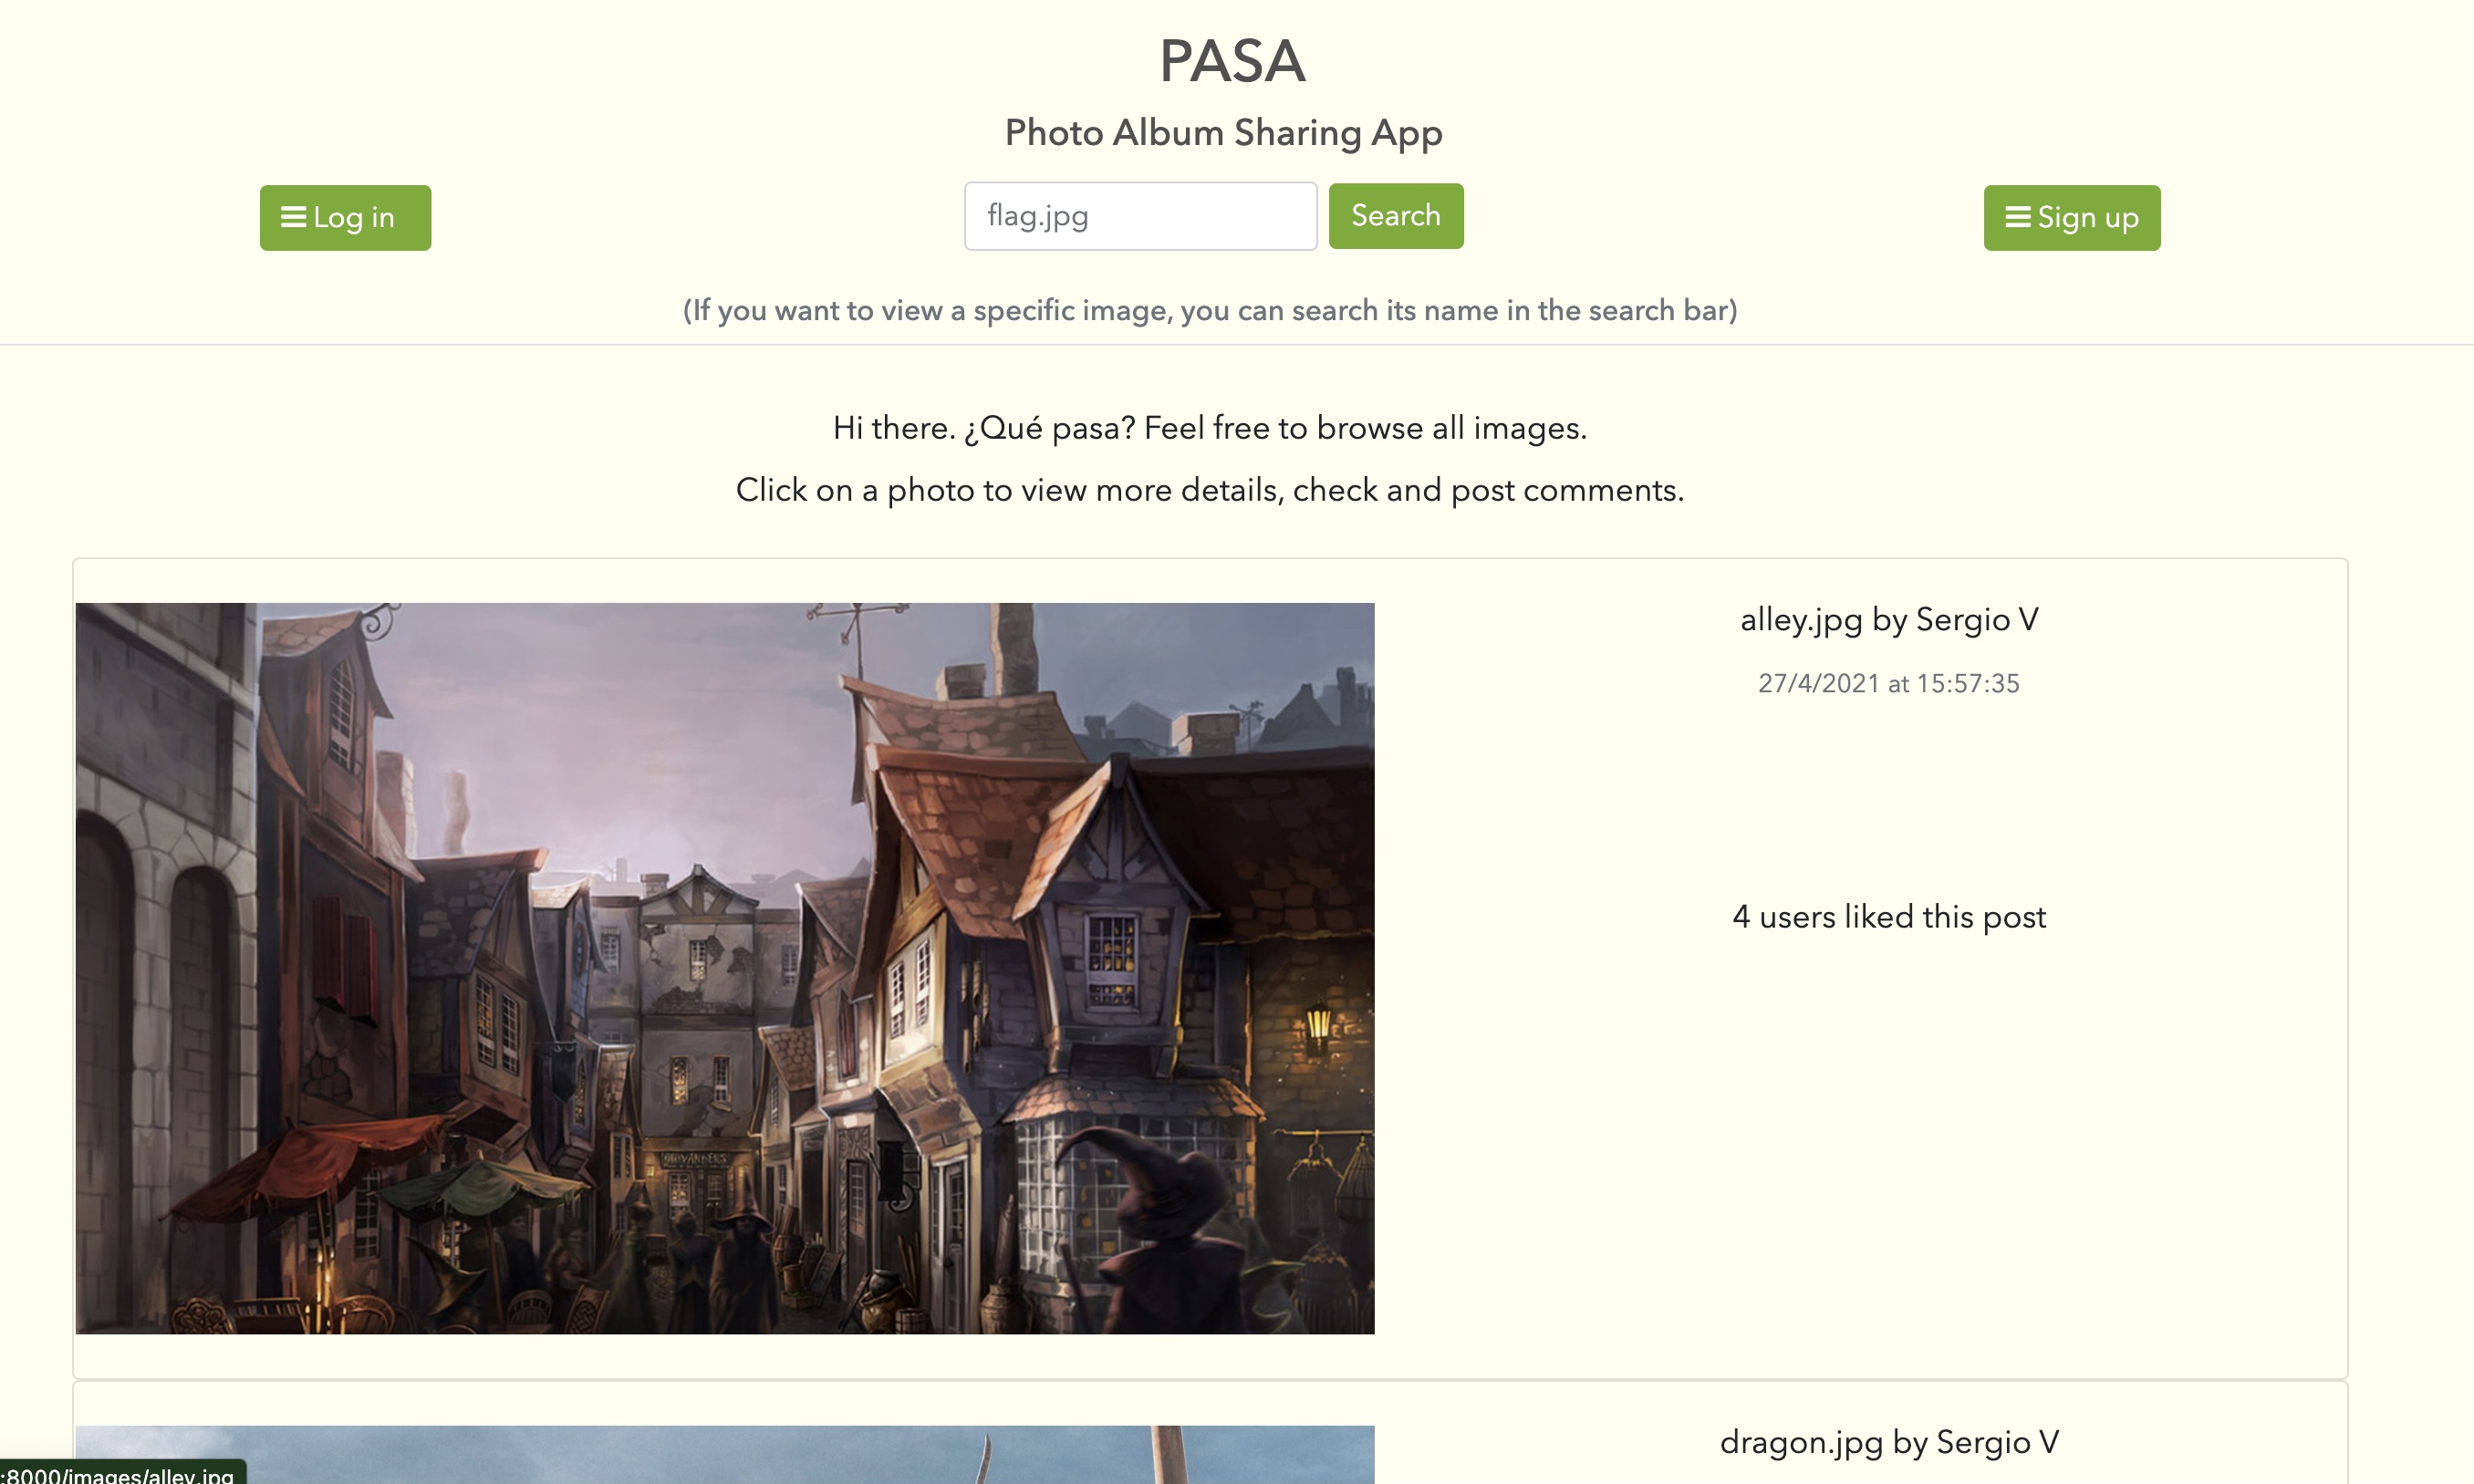 PASA
Photo Album Sharing App
Log in
flag.jpg
Search
Sign up
(If you want to view a specific image, you can search its name in the search bar)
Hi there. ¿Qué pasa? Feel free to browse all images.
Click on a photo to view more details, check and post comments.
alley.jpg by Sergio V
27/4/2021 at 15:57:35
4 users liked this post
OLLIVANDERS
dragon.jpg by Sergio V
:8000/images/alley.jpg